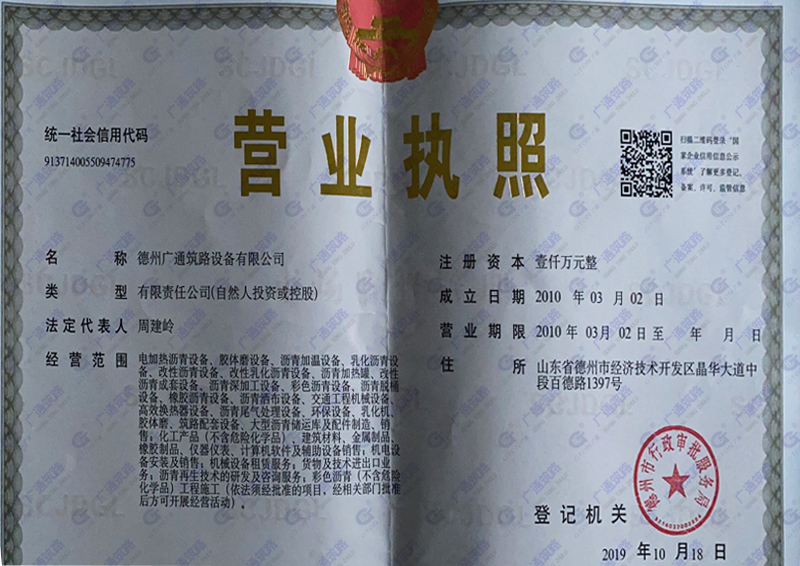 营业执照
统一社会信用代码
913714005509474775
扫描二维码登录“国
家企业信用信息公示
系统”了解更多登记、
备案、许可、监管信息
名 称 德州广通筑路设备有限公司
类 型 有限责任公司(自然人投资或控股)
法定代表人 周建岭
经营范围 电加热沥青设备、胶体磨设备、沥青加温设备、乳化沥青设
备、改性沥青设备、改性乳化沥青设备、沥青加热罐、改性
沥青成套设备、沥青深加工设备、彩色沥青设备、沥青脱桶
设备、橡胶沥青设备、沥青洒布设备、交通工程机械设备、
高效换热器设备、沥青尾气处理设备、环保设备、乳化机、
胶体磨、筑路配套设备、大型沥青储运库及配件制造、销
售；化工产品（不含危险化学品）、建筑材料、金属制品、
橡胶制品、仪器仪表、计算机软件及辅助设备销售；机电设
备安装及销售；机械设备租赁服务；货物及技术进出口业
务；沥青再生技术的研发及咨询服务；彩色沥青（不含危险
化学品）工程施工（依法须经批准的项目，经相关部门批准
后方可开展经营活动）。
注册资本 壹仟万元整
成立日期 2010 年 03 月 02 日
营业期限 2010 年 03月 02 日至 年 月 日
住 所 山东省德州市经济技术开发区晶华大道中
段百德路1397号
登记机关
德州市行政审批服务局
2019 年 10 月 18 日
SCJDGL
广通筑路